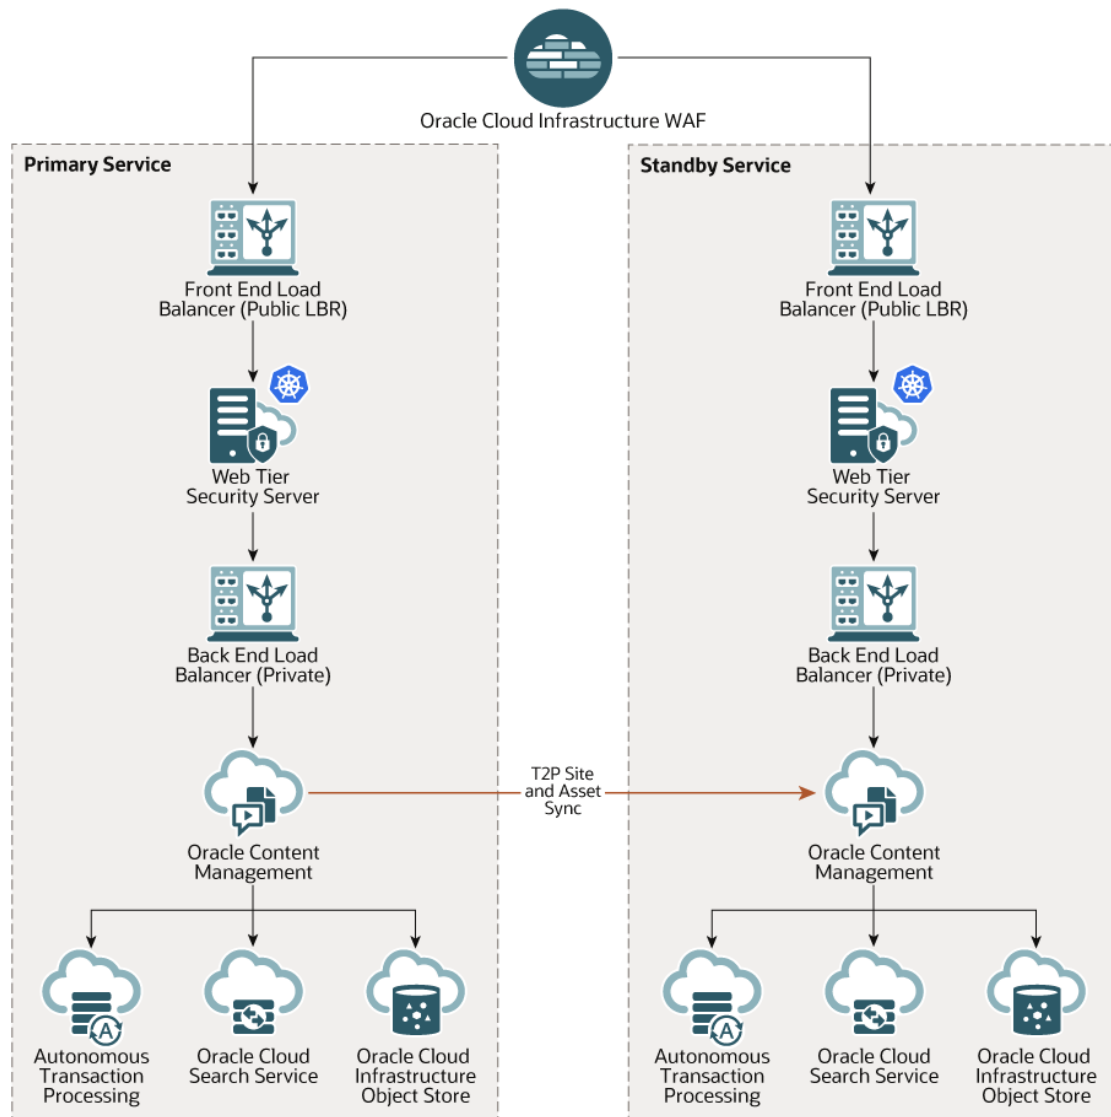 Oracle Cloud Infrastructure WAF
Primary Service
Front End Load
Balancer (Public LBR)
Web Tier
Security Server
Back End Load
Balancer (Private)
Oracle Content
Management
Autonomous
Transaction
Processing
Oracle Cloud
Search Service
Oracle Cloud
Infrastructure
Object Store
T2P Site
and Asset
Sync
Standby Service
Front End Load
Balancer (Public LBR)
Web Tier
Security Server
Back End Load
Balancer (Private)
Oracle Content
Management
Autonomous
Transaction
Processing
Oracle Cloud
Search Service
Oracle Cloud
Infrastructure
Object Store